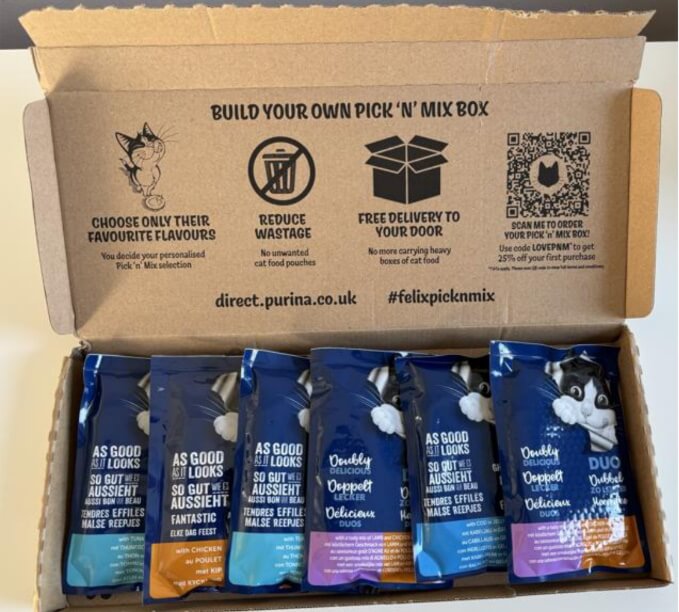 BUILD YOUR OWN PICK 'N' MIX BOX
CHOOSE ONLY THEIR
FAVOURITE FLAVOURS
You decide your personalised
Pick 'n' Mix selection
REDUCE
WASTAGE
No unwanted
cat food pouches
FREE DELIVERY TO
YOUR DOOR
No more carrying heavy
boxes of cat food
SCAN ME TO ORDER
YOUR PICK 'n' MIX BOX!
Use code LOVEPNM* to get
25% off your first purchase
direct.purina.co.uk
#felixpicknmix
AS GOOD
AS IT LOOKS
SO GUT WIE ES
AUSSIEHT
AUSSI BON QUE BEAU
TENDRES EFFILÉS
MALSE REEPJES
with TUNA
AS GOOD
AS IT LOOKS
SO GUT WIE ES
AUSSIEHT
FANTASTIC
ELKE DAG FEEST
with CHICKEN
au POULET
met KIP
AS GOOD
AS IT LOOKS
SO GUT WIE ES
AUSSIEHT
AUSSI BON QUE BEAU
TENDRES EFFILÉS
MALSE REEPJES
Doubly
DELICIOUS
Doppelt
LECKER
Délicieux
DUOS
AS GOOD
AS IT LOOKS
SO GUT WIE ES
AUSSIEHT
AUSSI BON QUE BEAU
TENDRES EFFILÉS
MALSE REEPJES
with COD
Doubly
DELICIOUS
Doppelt
LECKER
Délicieux
DUOS
DUO
Dubbel